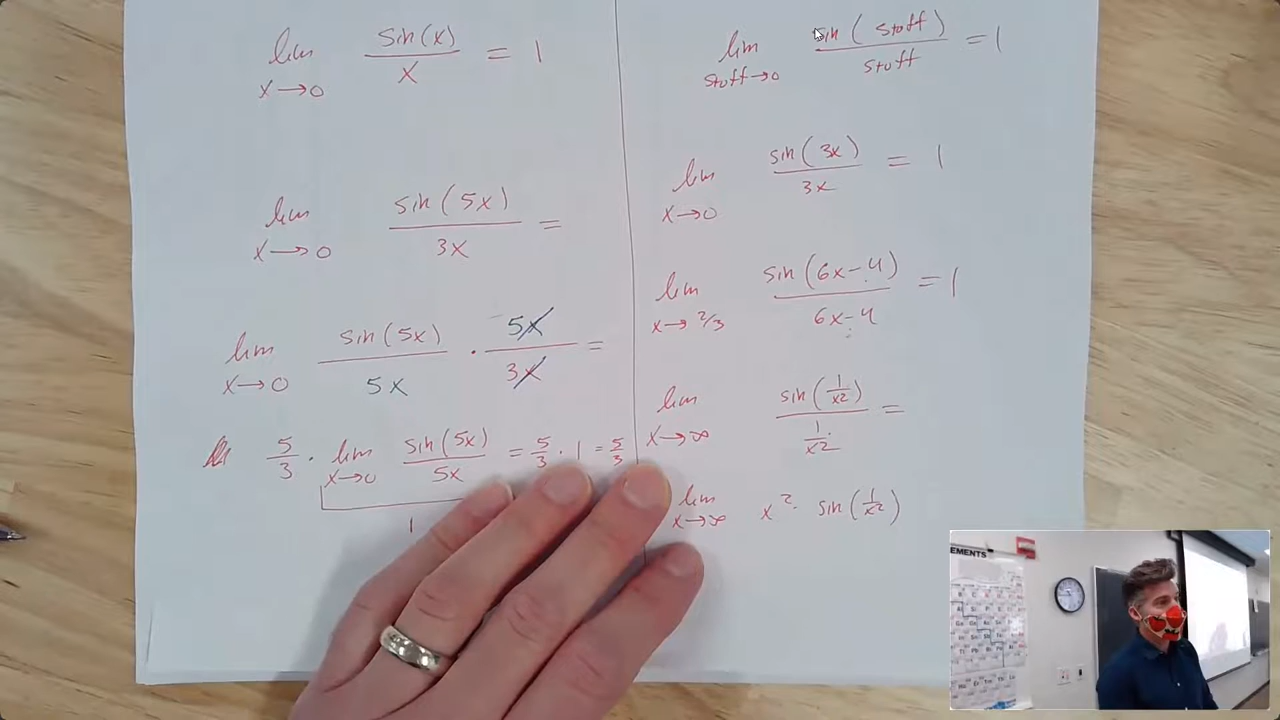 lim x→0 sin(x)/x = 1
lim x→0 sin(5x)/3x =
lim x→0 sin(5x)/5x · 5x/3x =
5/3 · lim x→0 sin(5x)/5x = 5/3 · 1 = 5/3
1
lim stuff→0 sin(stuff)/stuff = 1
lim x→0 sin(3x)/3x = 1
lim x→2/3 sin(6x-4)/6x-4 = 1
lim x→∞ sin(1/x²)/1/x² =
lim x→∞ x² · sin(1/x²)
EMENTS